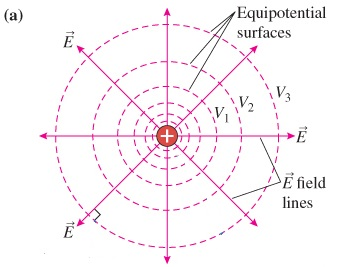 (a)
Equipotential
surfaces
E⃗
V₃
V₂
V₁
+
E⃗
E⃗ field
lines
E⃗